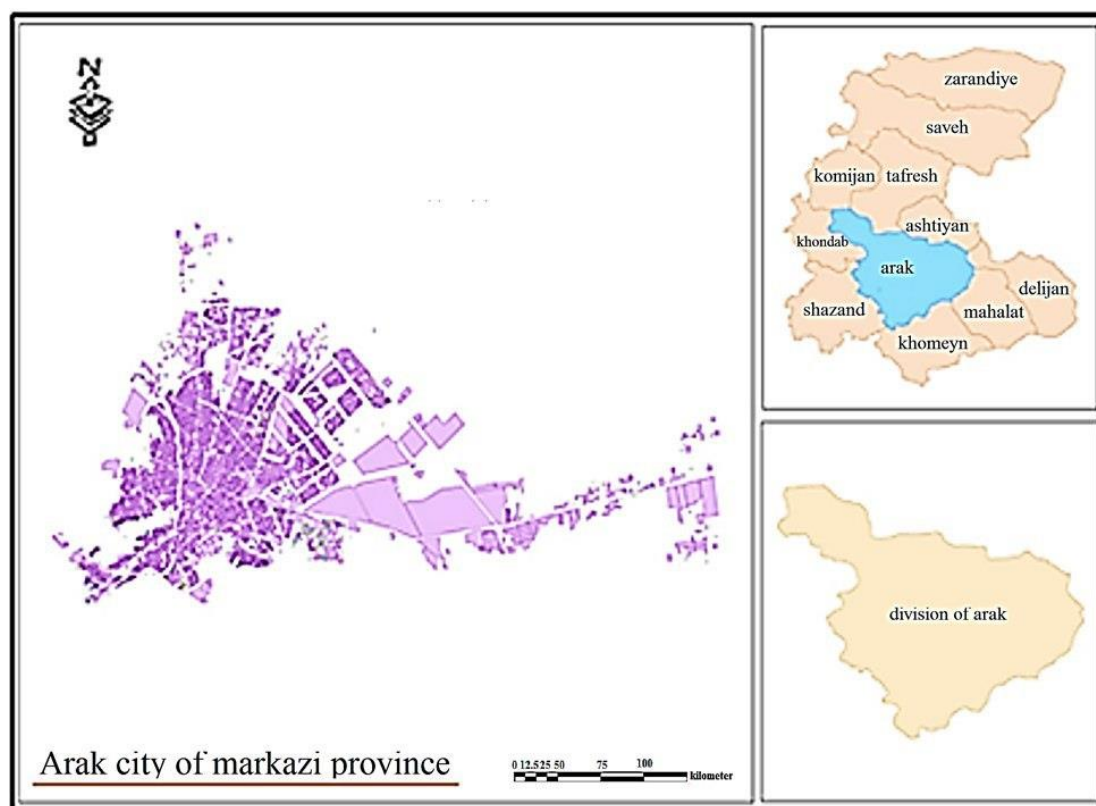 N
Arak city of markazi province
0 12.5 25 50 75 100
kilometer
zarandiye
saveh
komijan
tafresh
ashtiyan
khondab
arak
delijan
shazand
mahalat
khomeyn
division of arak